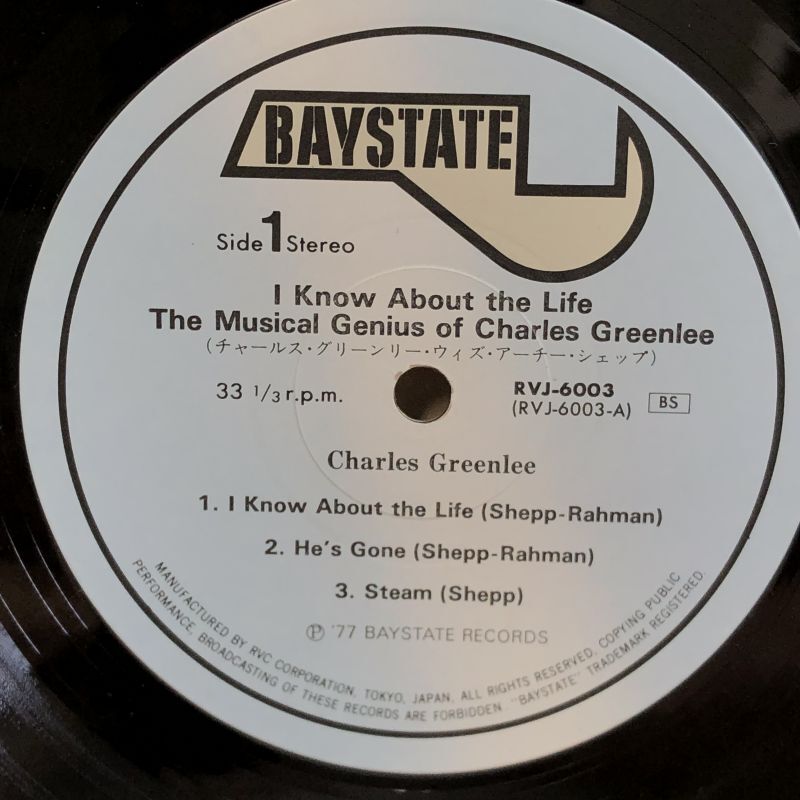 BAYSTATE
Side 1 Stereo
I Know About the Life
The Musical Genius of Charles Greenlee
(チャールス・グリーンリー・ウィズ・アーチー・シェップ)
33 1/3 r.p.m.
RVJ-6003
(RVJ-6003-A)
BS
Charles Greenlee
1. I Know About the Life (Shepp-Rahman)
2. He's Gone (Shepp-Rahman)
3. Steam (Shepp)
Ⓟ '77 BAYSTATE RECORDS
MANUFACTURED BY RVC CORPORATION, TOKYO, JAPAN. ALL RIGHTS RESERVED. COPYING PUBLIC
PERFORMANCE, BROADCASTING OF THESE RECORDS ARE FORBIDDEN. "BAYSTATE" TRADEMARK REGISTERED.